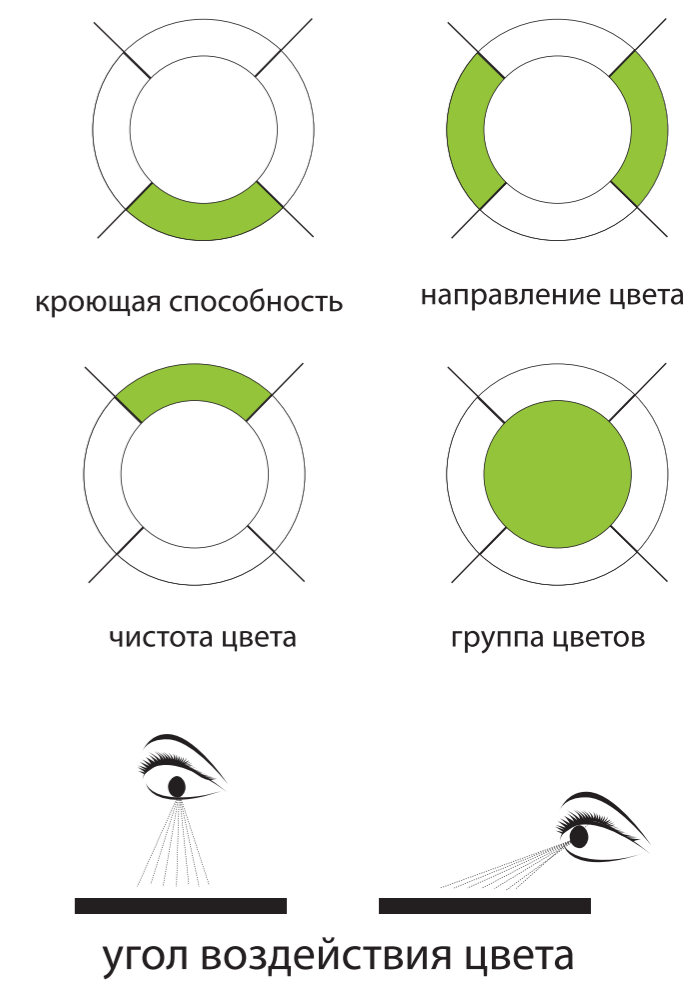 кроющая способность
направление цвета
чистота цвета
группа цветов
угол воздействия цвета